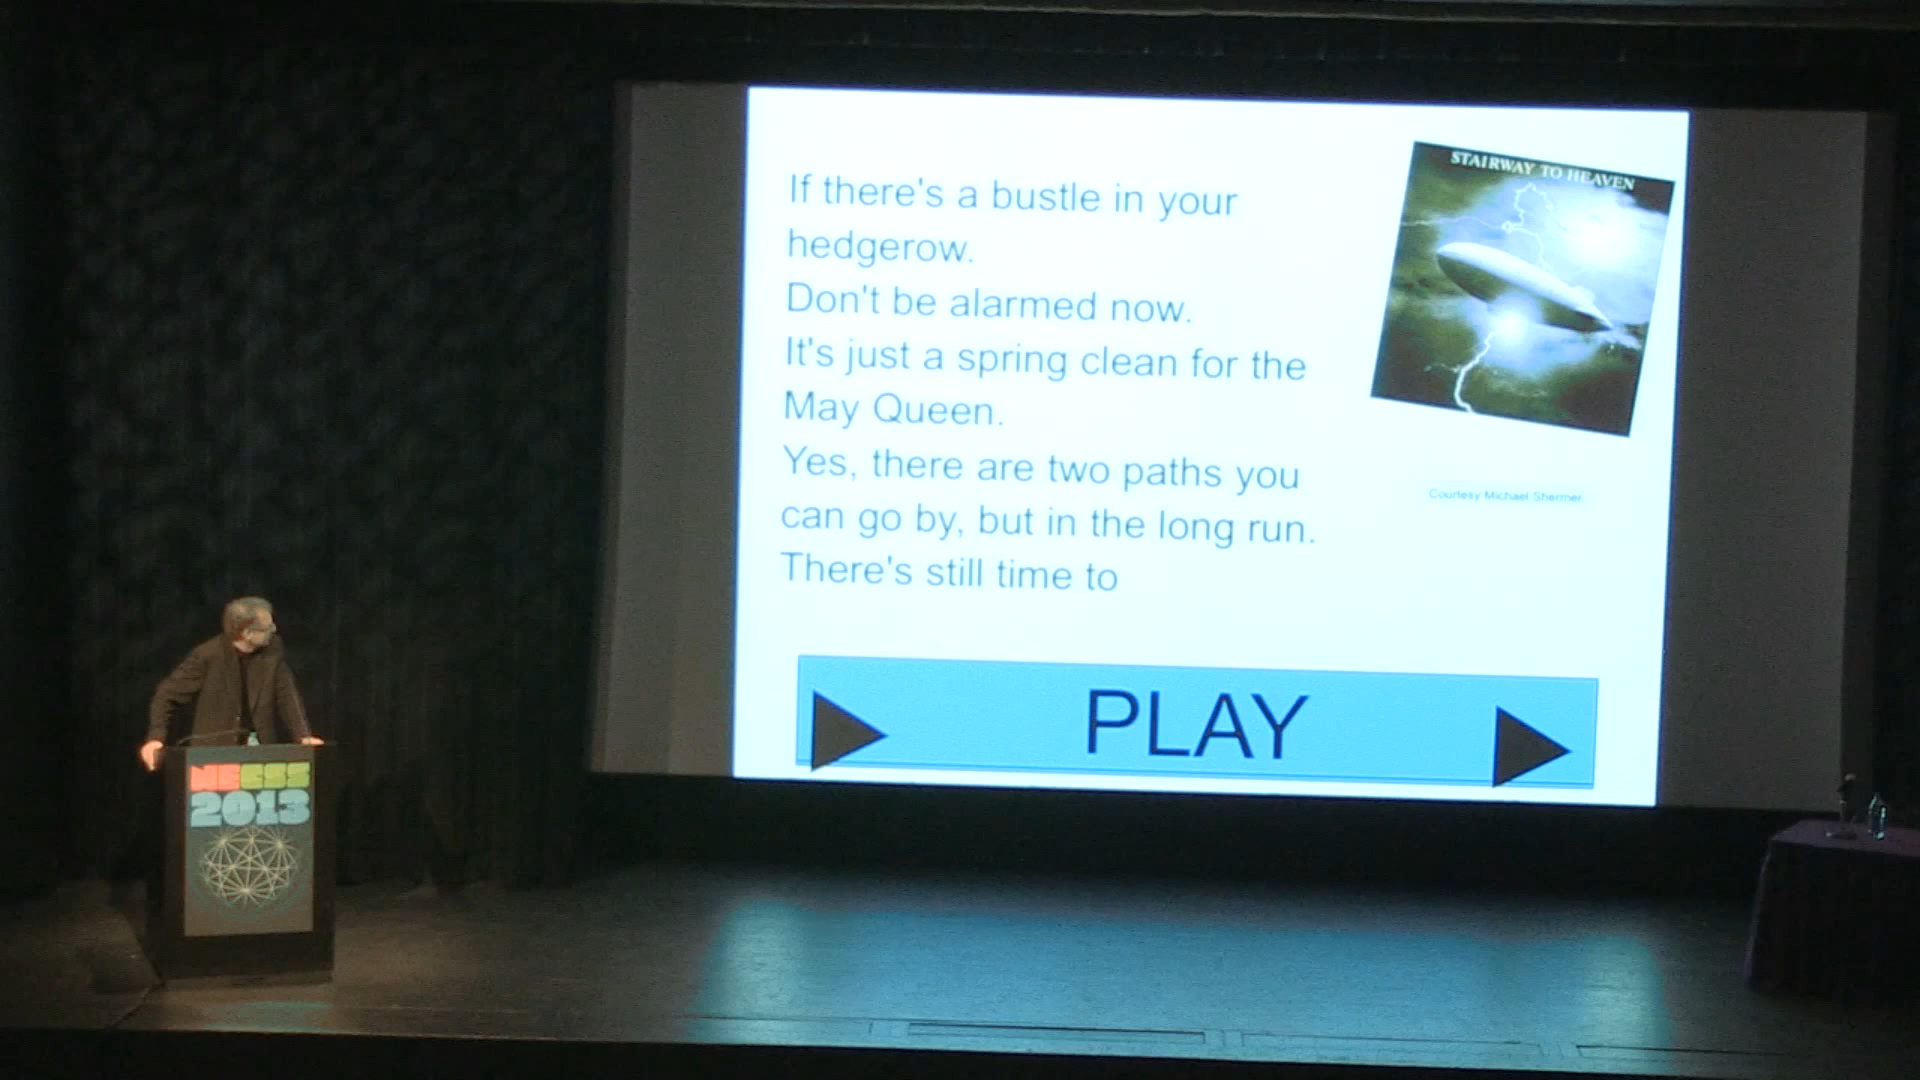 STAIRWAY TO HEAVEN
If there's a bustle in your
hedgerow.
Don't be alarmed now.
It's just a spring clean for the
May Queen.
Yes, there are two paths you
can go by, but in the long run.
There's still time to
Courtesy Michael Shermer
PLAY
NECSS
2013